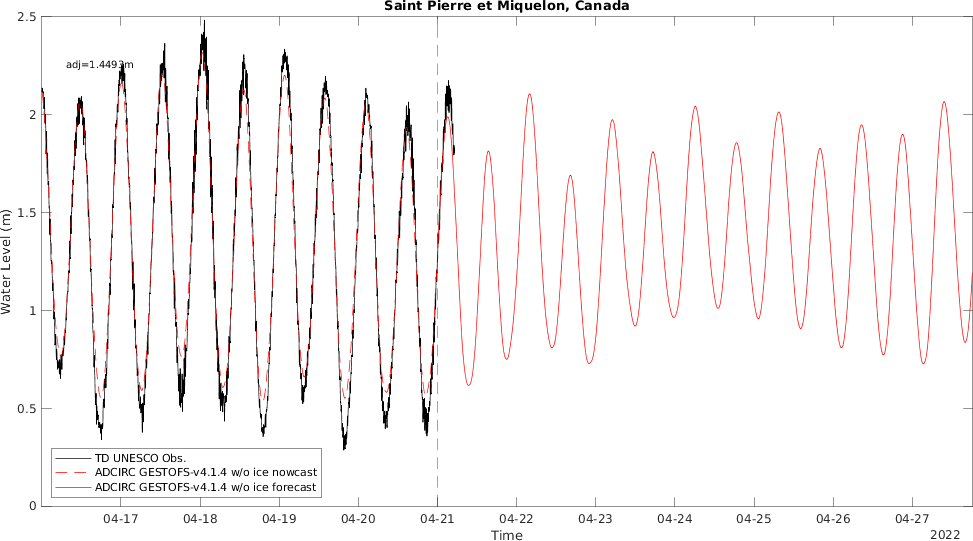 Saint Pierre et Miquelon, Canada
2.5
adj=1.4493m
2
1.5
Water Level (m)
1
0.5
TD UNESCO Obs.
ADCIRC GESTOFS-v4.1.4 w/o ice nowcast
ADCIRC GESTOFS-v4.1.4 w/o ice forecast
0
04-17 04-18 04-19 04-20 04-21 04-22 04-23 04-24 04-25 04-26 04-27
Time
2022